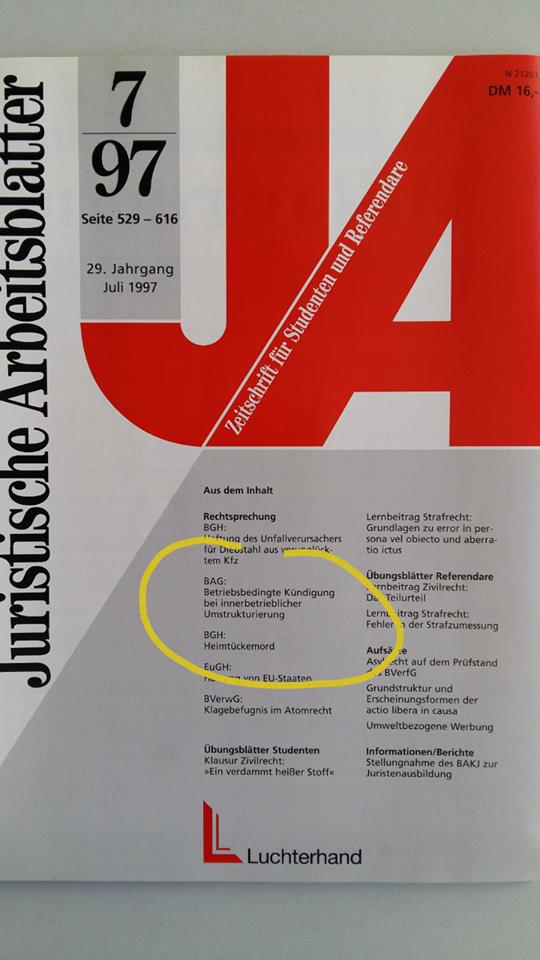 Juristische Arbeitsblätter
7
97
Seite 529 – 616
29. Jahrgang
Juli 1997
JA
Zeitschrift für Studenten und Referendare
N 21201
DM 16,-
Aus dem Inhalt
Rechtsprechung
BGH:
Haftung des Unfallverursachers
für Diebstahl aus verunglück-
tem Kfz
BAG:
Betriebsbedingte Kündigung
bei innerbetrieblicher
Umstrukturierung
BGH:
Heimtückemord
EuGH:
Haftung von EU-Staaten
BVerwG:
Klagebefugnis im Atomrecht
Übungsblätter Studenten
Klausur Zivilrecht:
»Ein verdammt heißer Stoff«
Lernbeitrag Strafrecht:
Grundlagen zu error in per-
sona vel obiecto und aberra-
tio ictus
Übungsblätter Referendare
Lernbeitrag Zivilrecht:
Das Teilurteil
Lernbeitrag Strafrecht:
Fehler in der Strafzumessung
Aufsätze
Asylrecht auf dem Prüfstand
des BVerfG
Grundstruktur und
Erscheinungsformen der
actio libera in causa
Umweltbezogene Werbung
Informationen/Berichte
Stellungnahme des BAKJ zur
Juristenausbildung
Luchterhand